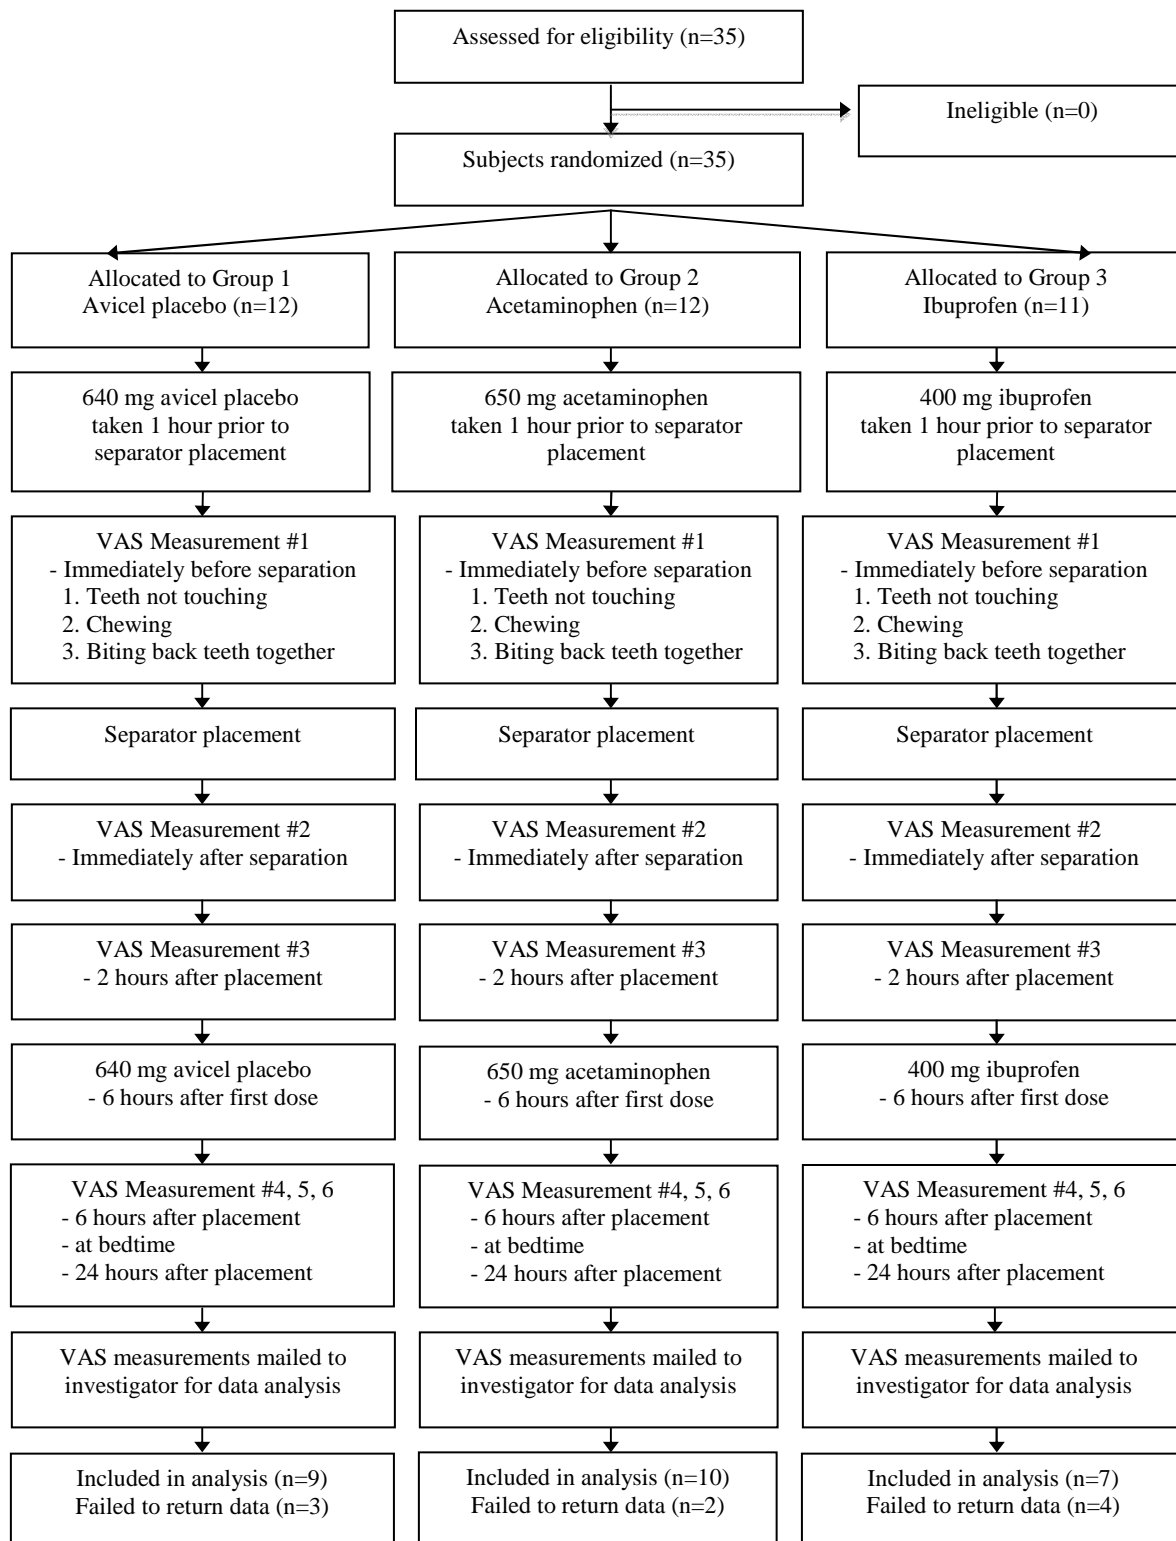 Assessed for eligibility (n=35)
Ineligible (n=0)
Subjects randomized (n=35)
Allocated to Group 1
Avicel placebo (n=12)
Allocated to Group 2
Acetaminophen (n=12)
Allocated to Group 3
Ibuprofen (n=11)
640 mg avicel placebo
taken 1 hour prior to
separator placement
650 mg acetaminophen
taken 1 hour prior to separator
placement
400 mg ibuprofen
taken 1 hour prior to separator
placement
VAS Measurement #1
- Immediately before separation
1. Teeth not touching
2. Chewing
3. Biting back teeth together
VAS Measurement #1
- Immediately before separation
1. Teeth not touching
2. Chewing
3. Biting back teeth together
VAS Measurement #1
- Immediately before separation
1. Teeth not touching
2. Chewing
3. Biting back teeth together
Separator placement
Separator placement
Separator placement
VAS Measurement #2
- Immediately after separation
VAS Measurement #2
- Immediately after separation
VAS Measurement #2
- Immediately after separation
VAS Measurement #3
- 2 hours after placement
VAS Measurement #3
- 2 hours after placement
VAS Measurement #3
- 2 hours after placement
640 mg avicel placebo
- 6 hours after first dose
650 mg acetaminophen
- 6 hours after first dose
400 mg ibuprofen
- 6 hours after first dose
VAS Measurement #4, 5, 6
- 6 hours after placement
- at bedtime
- 24 hours after placement
VAS Measurement #4, 5, 6
- 6 hours after placement
- at bedtime
- 24 hours after placement
VAS Measurement #4, 5, 6
- 6 hours after placement
- at bedtime
- 24 hours after placement
VAS measurements mailed to
investigator for data analysis
VAS measurements mailed to
investigator for data analysis
VAS measurements mailed to
investigator for data analysis
Included in analysis (n=9)
Failed to return data (n=3)
Included in analysis (n=10)
Failed to return data (n=2)
Included in analysis (n=7)
Failed to return data (n=4)